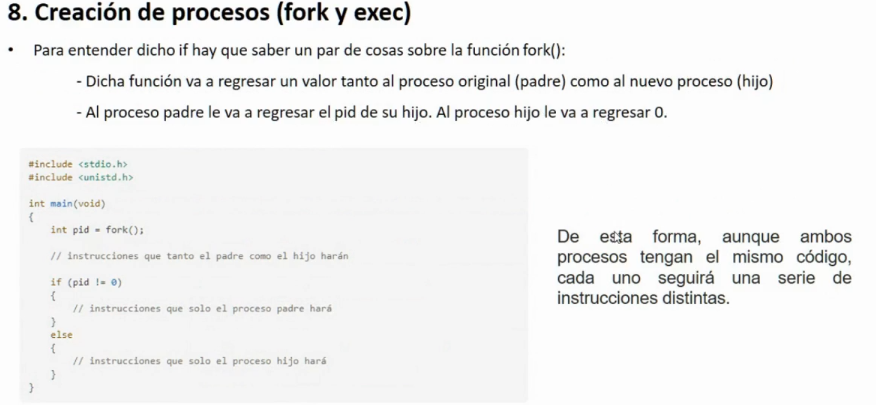 8. Creación de procesos (fork y exec)
• Para entender dicho if hay que saber un par de cosas sobre la función fork():
- Dicha función va a regresar un valor tanto al proceso original (padre) como al nuevo proceso (hijo)
- Al proceso padre le va a regresar el pid de su hijo. Al proceso hijo le va a regresar 0.
#include <stdio.h>
#include <unistd.h>
int main(void)
{
int pid = fork();
// instrucciones que tanto el padre como el hijo harán
if (pid != 0)
{
// instrucciones que solo el proceso padre hará
}
else
{
// instrucciones que solo el proceso hijo hará
}
}
De esta forma, aunque ambos
procesos tengan el mismo código,
cada uno seguirá una serie de
instrucciones distintas.